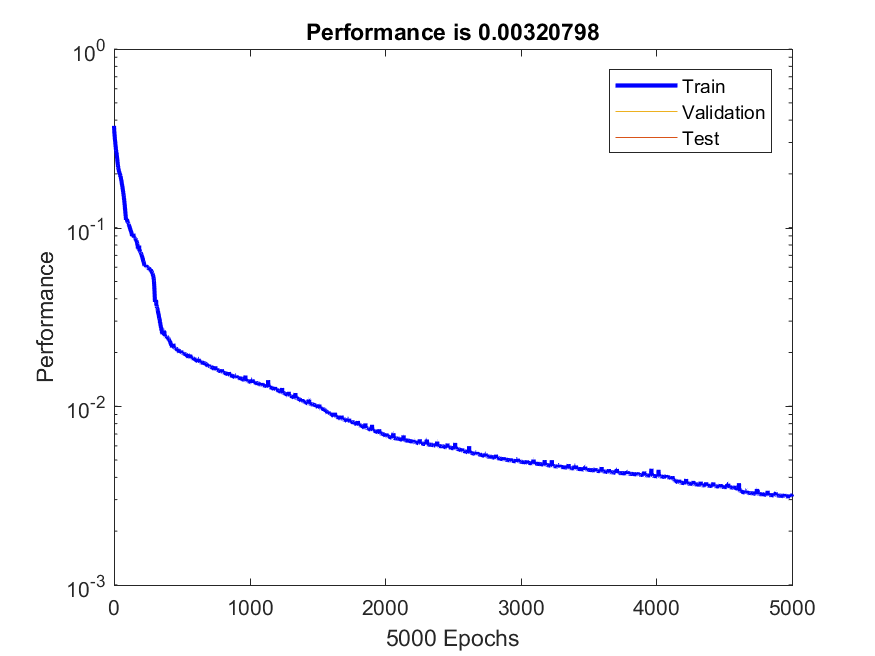 Performance is 0.00320798
10^0
Train
Validation
Test
10^-1
Performance
10^-2
10^-3
0 1000 2000 3000 4000 5000
5000 Epochs